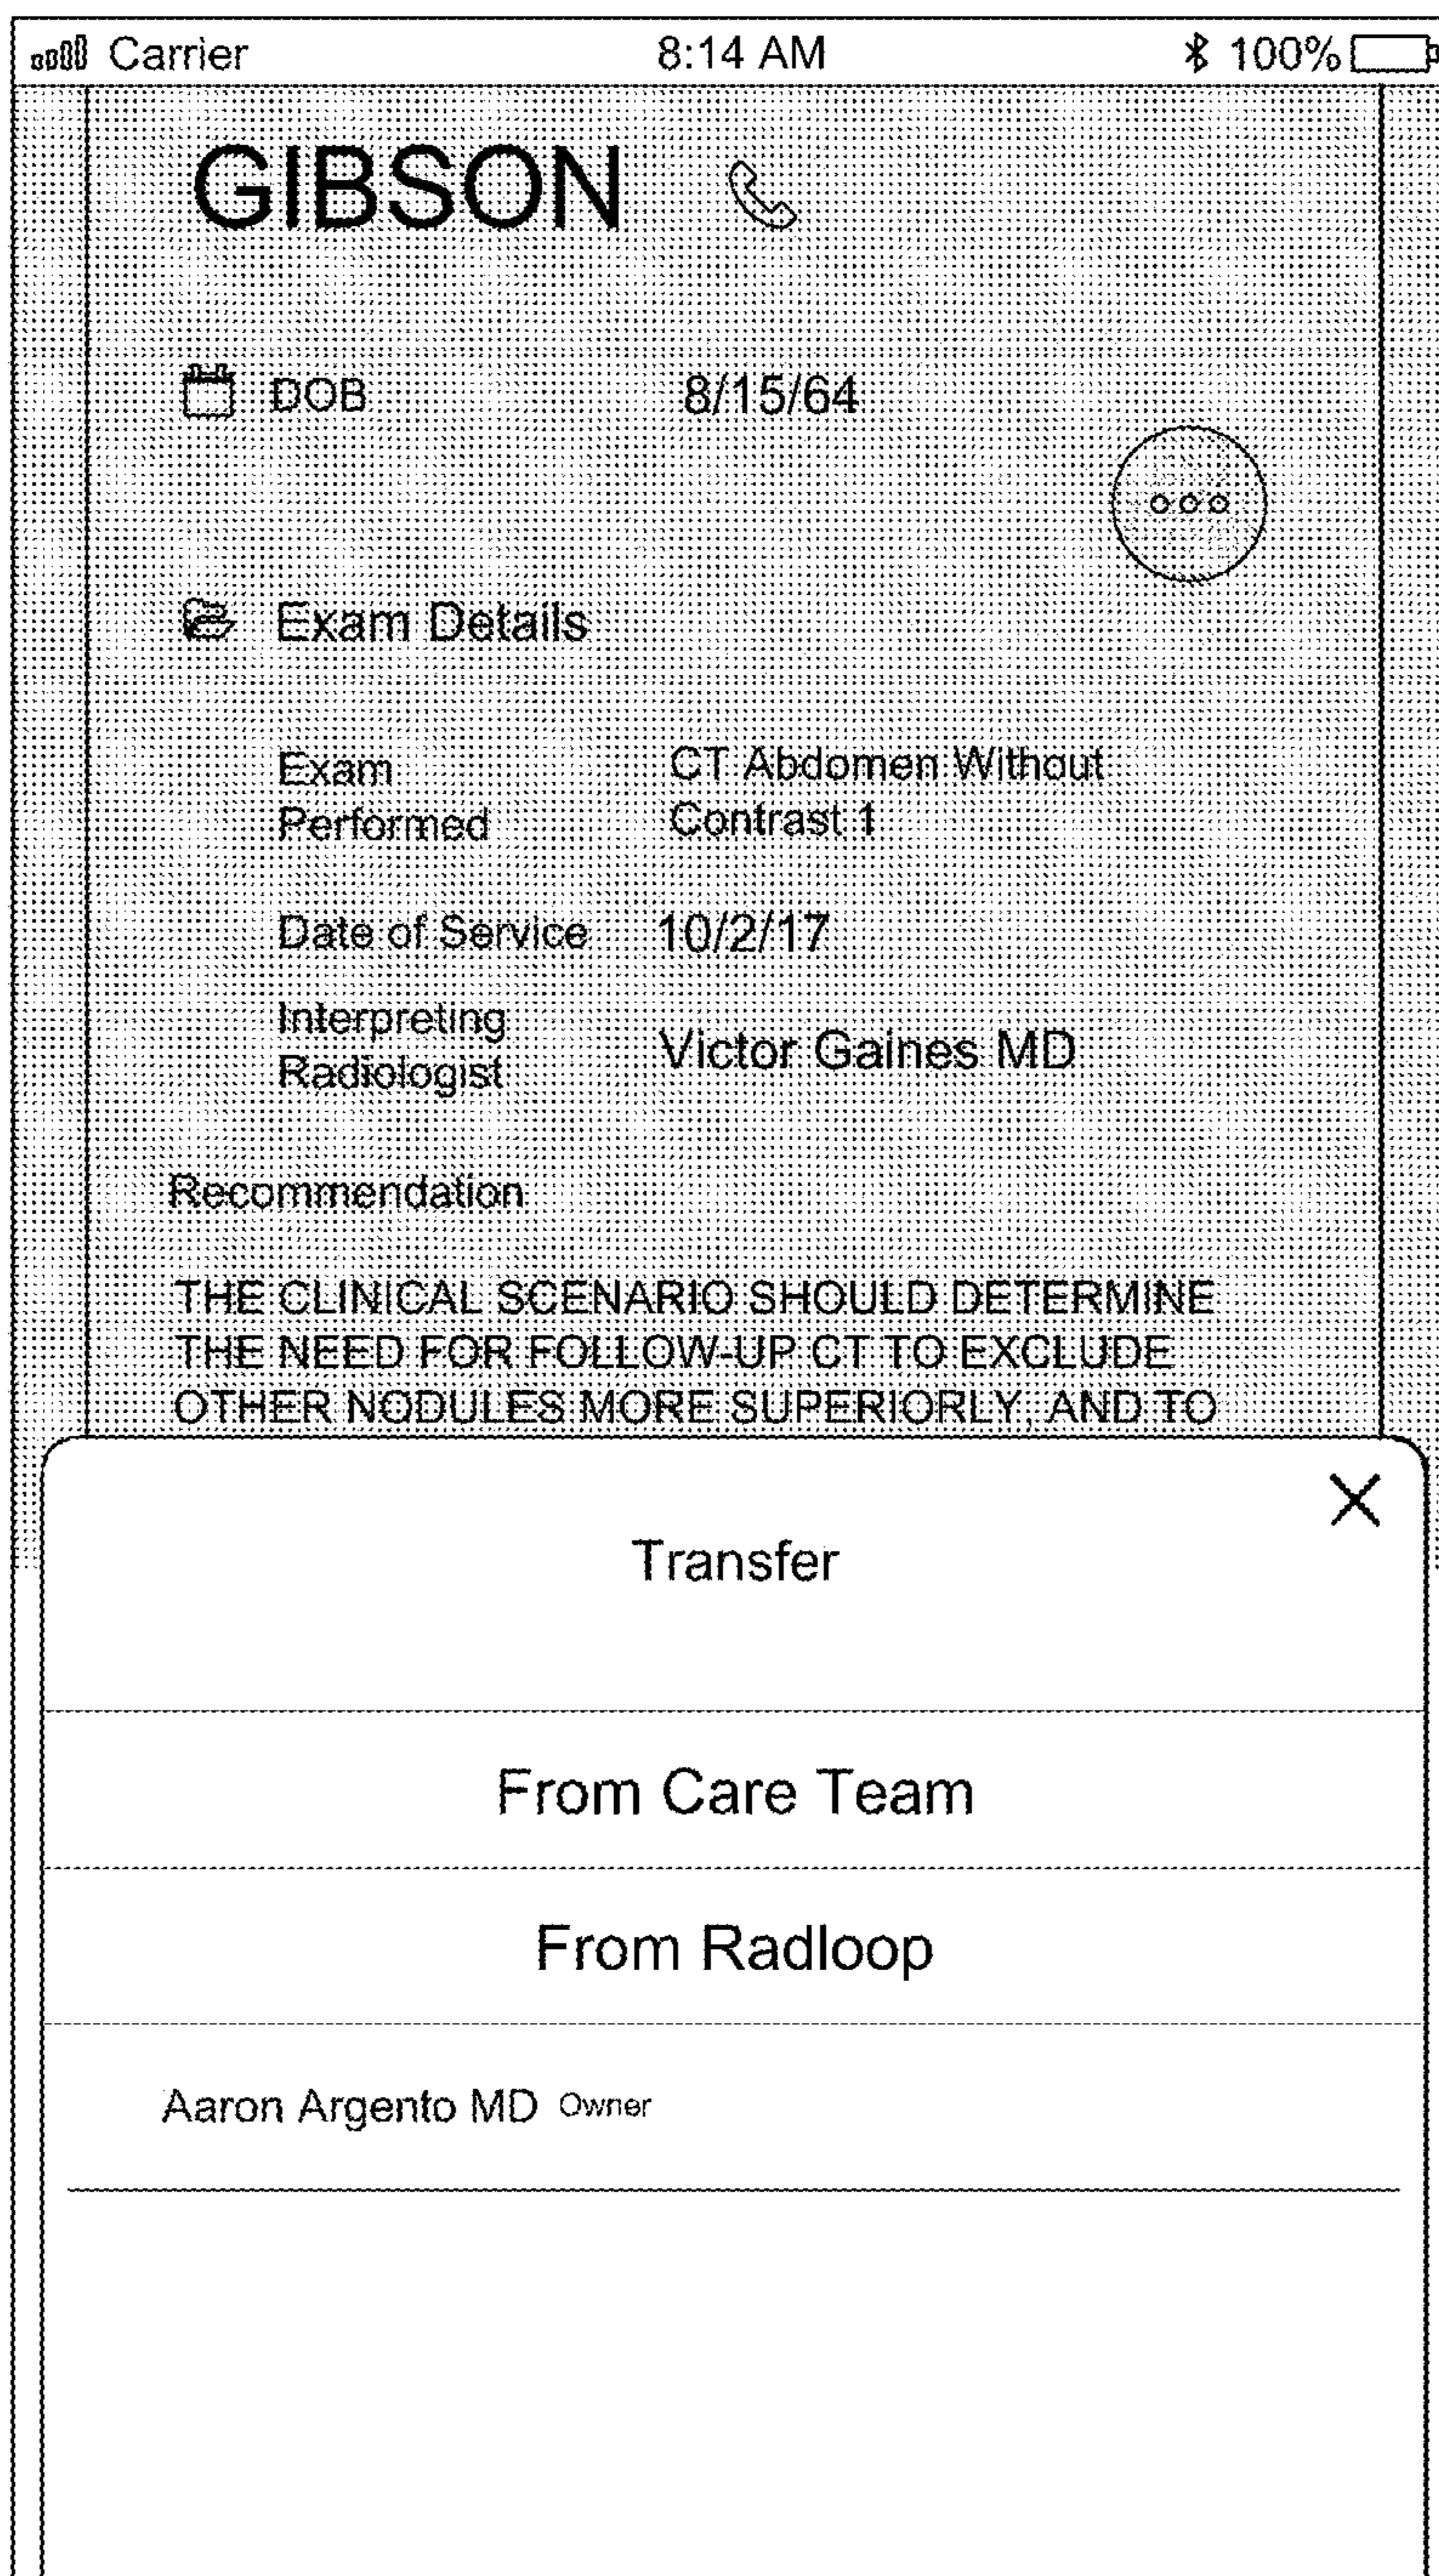 Carrier 8:14 AM 100%
GIBSON
DOB 8/15/64
Exam Details
Exam Performed CT Abdomen Without Contrast 1
Date of Service 10/2/17
Interpreting Radiologist Victor Gaines MD
Recommendation
THE CLINICAL SCENARIO SHOULD DETERMINE
THE NEED FOR FOLLOW-UP CT TO EXCLUDE
OTHER NODULES MORE SUPERIORLY, AND TO
Transfer
From Care Team
From Radloop
Aaron Argento MD Owner